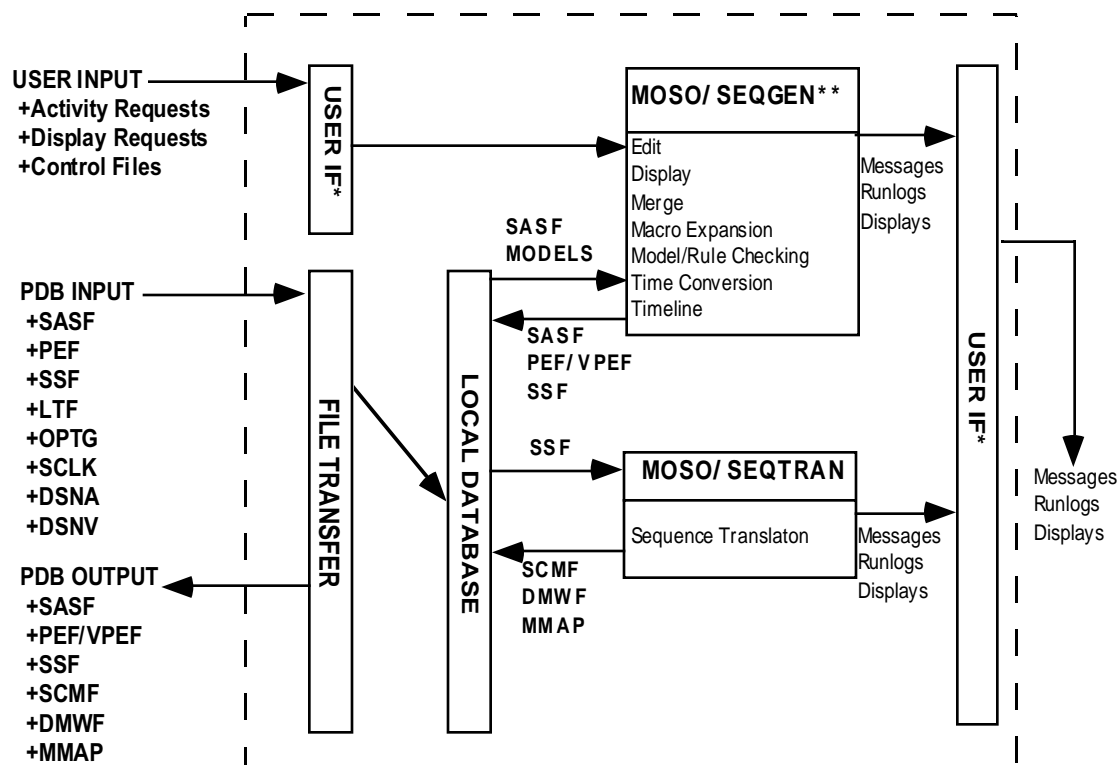 USER INPUT
+Activity Requests
+Display Requests
+Control Files
USER IF*
MOSO/ SEQGEN**
Edit
Display
Merge
Macro Expansion
Model/Rule Checking
Time Conversion
Timeline
Messages
Runlogs
Displays
SASF
MODELS
SASF
PEF/ VPEF
SSF
PDB INPUT
+SASF
+PEF
+SSF
+LTF
+OPTG
+SCLK
+DSNA
+DSNV
FILE TRANSFER
LOCAL DATABASE
SSF
MOSO/ SEQTRAN
Sequence Translaton
Messages
Runlogs
Displays
SCMF
DMWF
MMAP
USER IF*
Messages
Runlogs
Displays
PDB OUTPUT
+SASF
+PEF/VPEF
+SSF
+SCMF
+DMWF
+MMAP